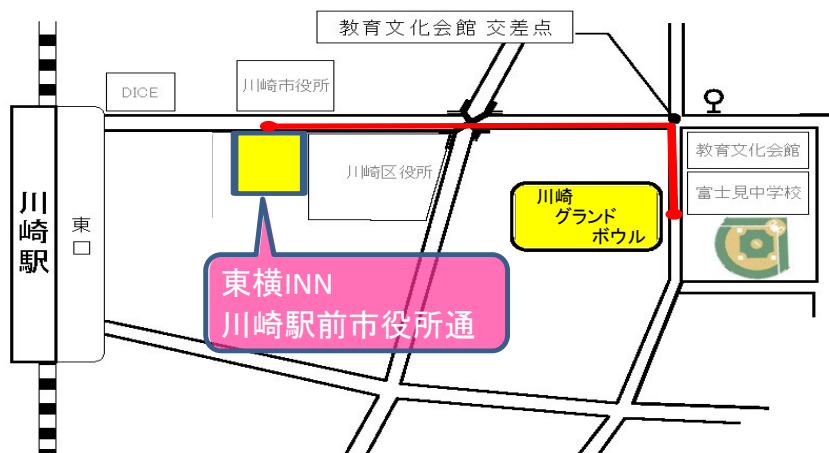 教育文化会館 交差点
DICE
川崎市役所
川崎区役所
教育文化会館
富士見中学校
川崎
グランド
ボウル
川崎駅
東口
東横INN
川崎駅前市役所通